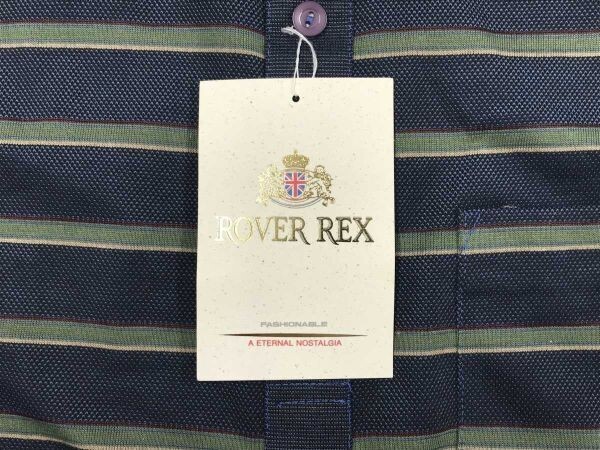 ROVER REX
FASHIONABLE
A ETERNAL NOSTALGIA